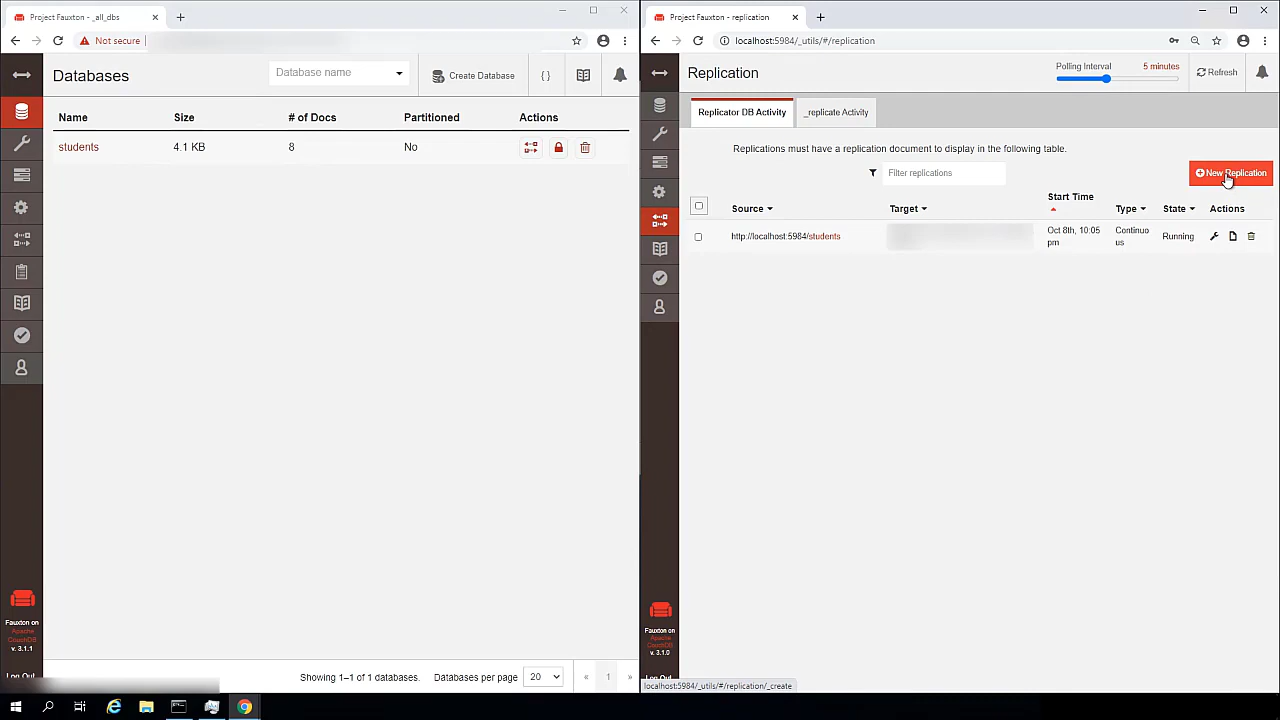 Project Fauxton - _all_dbs
Not secure
Databases
Database name
Create Database
{ }
Name Size # of Docs Partitioned Actions
students 4.1 KB 8 No
Fauxton on
Apache
CouchDB
v. 3.1.1
Log Out
Showing 1–1 of 1 databases. Databases per page 20 « 1 »
Project Fauxton - replication
localhost:5984/_utils/#/replication
Replication
Polling Interval 5 minutes
Refresh
Replicator DB Activity
_replicate Activity
Replications must have a replication document to display in the following table.
Filter replications
New Replication
Source Target Start Time Type State Actions
http://localhost:5984/students
Oct 8th, 10:05
pm
Continuo
us
Running
Fauxton on
Apache
CouchDB
v. 3.1.0
Log Out
localhost:5984/_utils/#/replication/_create